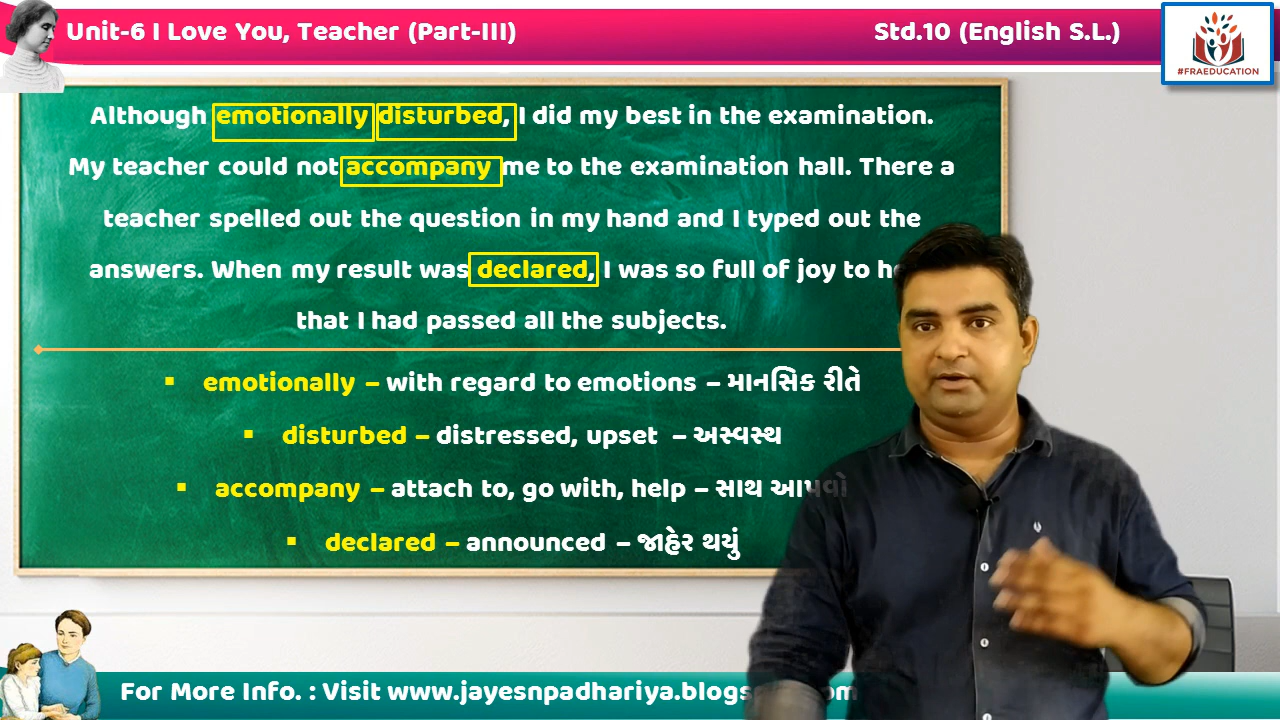 Unit-6 I Love You, Teacher (Part-III)
Std.10 (English S.L.)
#FRAEDUCATION
Although emotionally disturbed, I did my best in the examination.
My teacher could not accompany me to the examination hall. There a
teacher spelled out the question in my hand and I typed out the
answers. When my result was declared, I was so full of joy to
that I had passed all the subjects.
▪ emotionally – with regard to emotions – માનસિક રીતે
▪ disturbed – distressed, upset – અસ્વસ્થ
▪ accompany – attach to, go with, help – સાથ આપવો
▪ declared – announced – જાહેર થયું
For More Info. : Visit